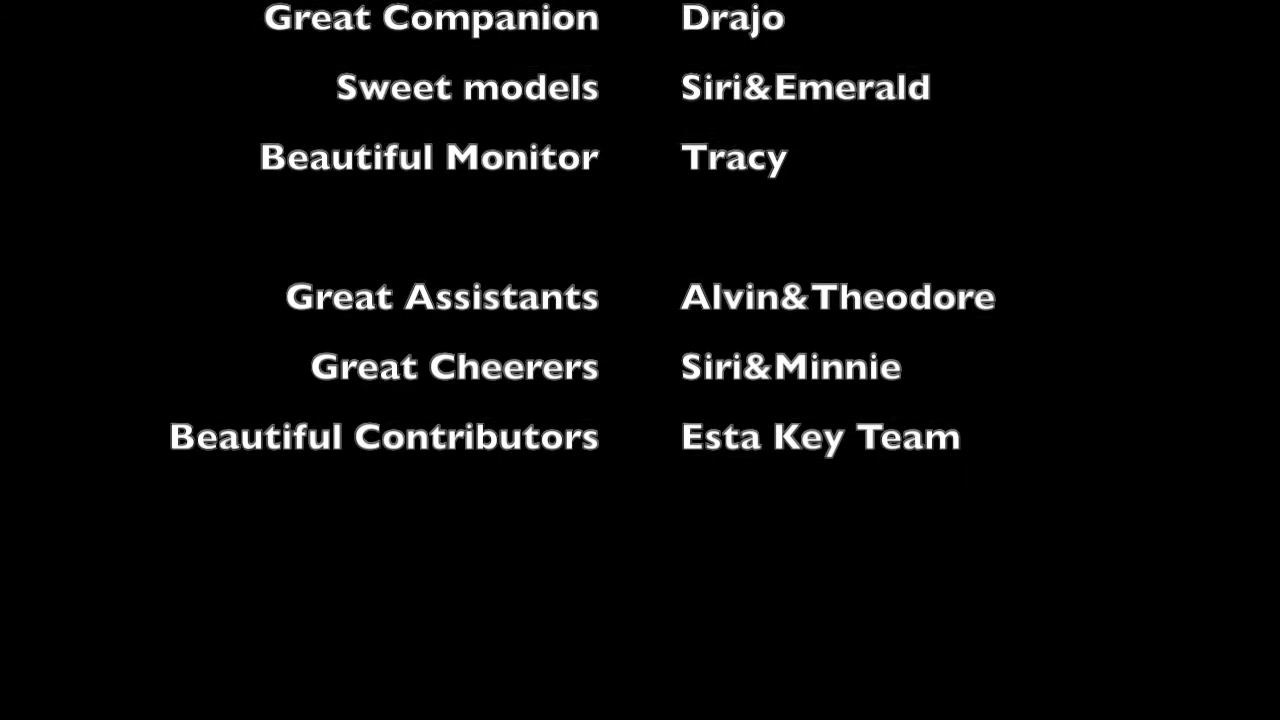 Great Companion Drajo
Sweet models Siri&Emerald
Beautiful Monitor Tracy
Great Assistants Alvin&Theodore
Great Cheerers Siri&Minnie
Beautiful Contributors Esta Key Team